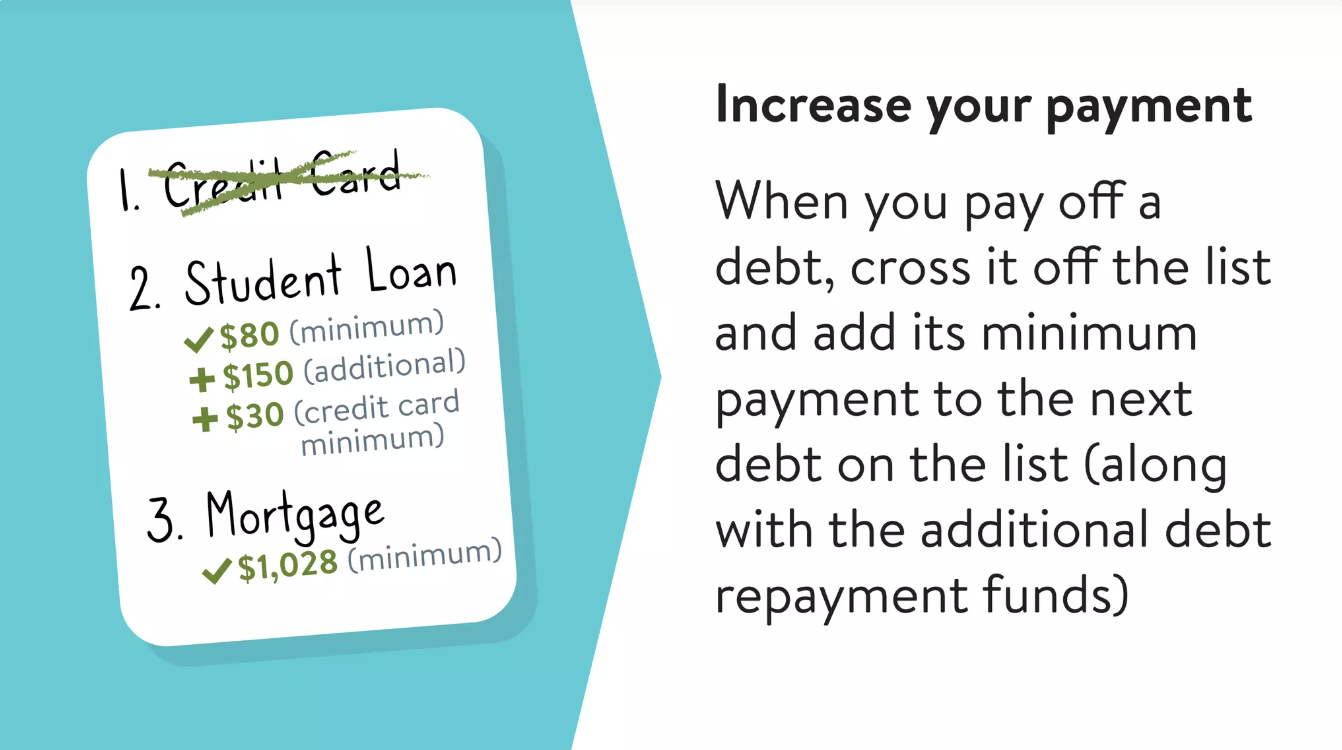 1. Credit Card
2. Student Loan
✓$80 (minimum)
+ $150 (additional)
+ $30 (credit card
minimum)
3. Mortgage
✓$1,028 (minimum)
Increase your payment
When you pay off a
debt, cross it off the list
and add its minimum
payment to the next
debt on the list (along
with the additional debt
repayment funds)